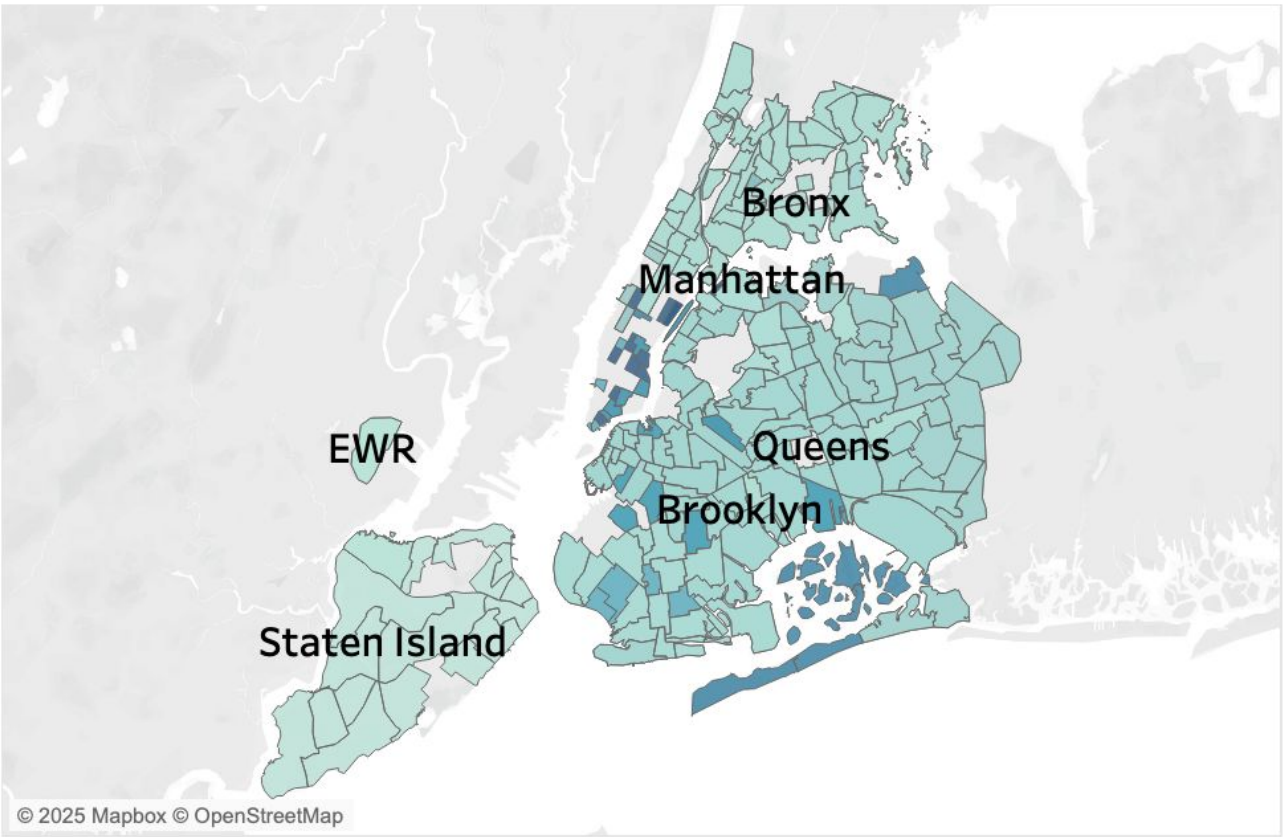 Bronx
Manhattan
EWR
Queens
Brooklyn
Staten Island
© 2025 Mapbox © OpenStreetMap